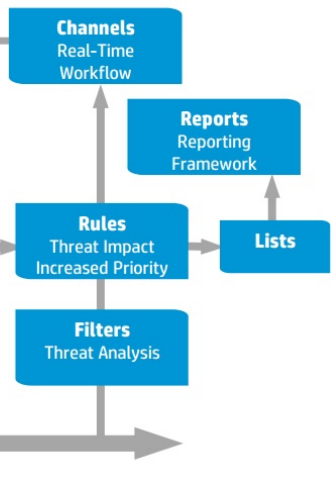 Channels
Real-Time
Workflow
Reports
Reporting
Framework
Rules
Threat Impact
Increased Priority
Lists
Filters
Threat Analysis